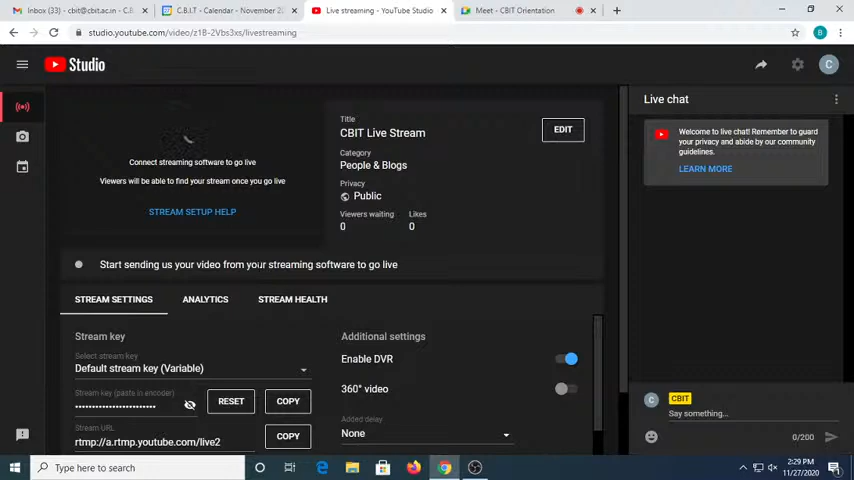 Inbox (33) - cbit@cbit.ac.in - C.B.I
C.B.I.T - Calendar - November 2
Live streaming - YouTube Studio
Meet - CBIT Orientation
studio.youtube.com/video/z1B-2Vbs3xs/livestreaming
B
Studio
C
Connect streaming software to go live
Viewers will be able to find your stream once you go live
STREAM SETUP HELP
Title
CBIT Live Stream
EDIT
Category
People & Blogs
Privacy
Public
Viewers waiting
Likes
0
0
Start sending us your video from your streaming software to go live
STREAM SETTINGS
ANALYTICS
STREAM HEALTH
Stream key
Select stream key
Default stream key (Variable)
Stream key (paste in encoder)
RESET
COPY
Stream URL
rtmp://a.rtmp.youtube.com/live2
COPY
Additional settings
Enable DVR
360° video
Added delay
None
Live chat
Welcome to live chat! Remember to guard
your privacy and abide by our community
guidelines.
LEARN MORE
C
CBIT
Say something...
0/200
Type here to search
2:29 PM
11/27/2020